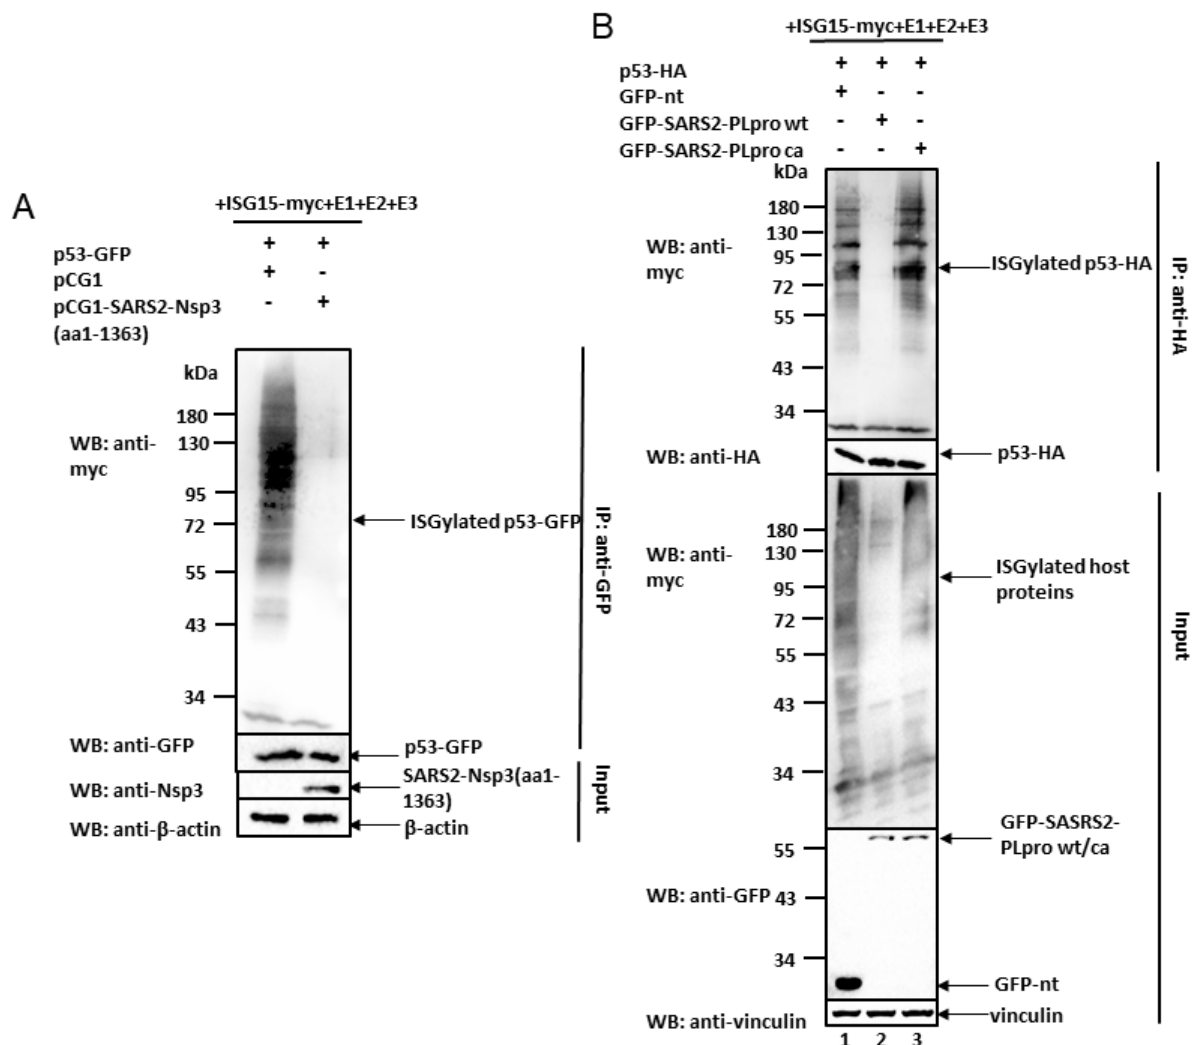 A
+ISG15-myc+E1+E2+E3
p53-GFP + +
pCG1 + -
pCG1-SARS2-Nsp3 - +
(aa1-1363)
kDa
180
130
95
72
55
43
34
WB: anti-
myc
ISGylated p53-GFP
IP: anti-GFP
WB: anti-GFP
p53-GFP
WB: anti-Nsp3
SARS2-Nsp3(aa1-
1363)
WB: anti-β-actin
β-actin
Input
B
+ISG15-myc+E1+E2+E3
p53-HA + + +
GFP-nt + - -
GFP-SARS2-PLpro wt - + -
GFP-SARS2-PLpro ca - - +
kDa
180
130
95
72
55
43
34
WB: anti-
myc
ISGylated p53-HA
IP: anti-HA
WB: anti-HA
p53-HA
180
130
95
72
55
43
34
WB: anti-
myc
ISGylated host
proteins
Input
GFP-SASRS2-
PLpro wt/ca
55
43
34
WB: anti-GFP
GFP-nt
WB: anti-vinculin
vinculin
1 2 3